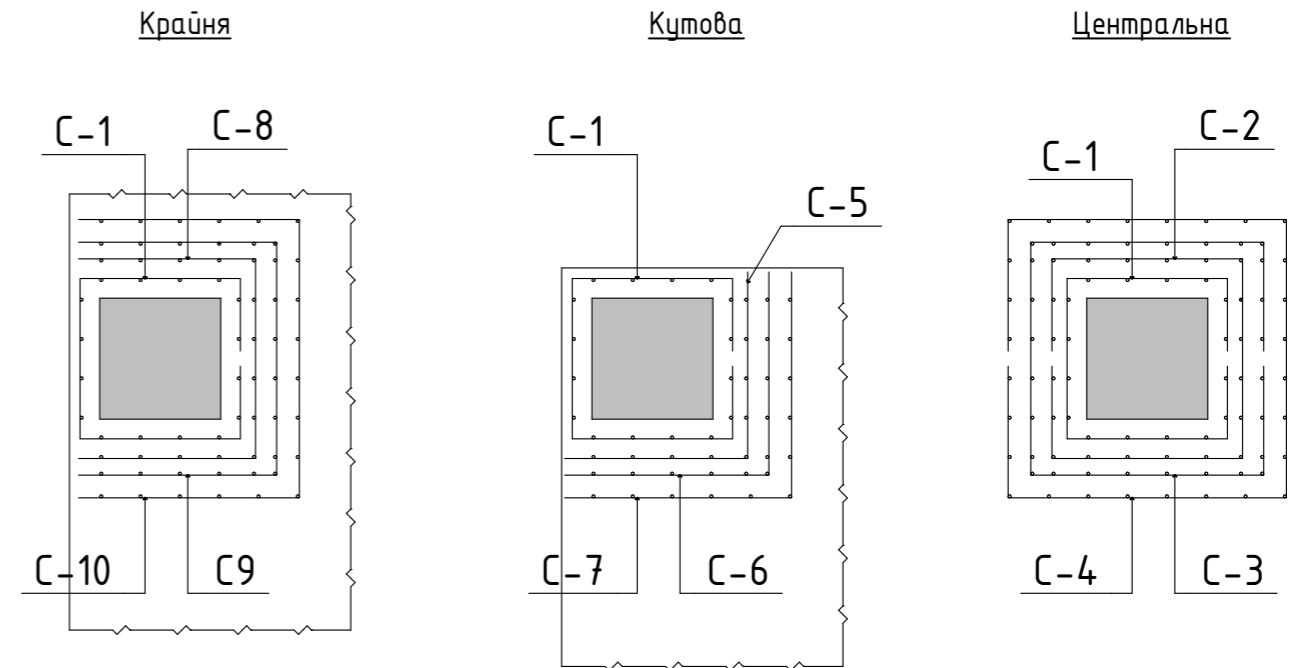 Крайня
Кутова
Центральна
С-1
С-8
С-1
С-5
С-1
С-2
С-10
С9
С-7
С-6
С-4
С-3